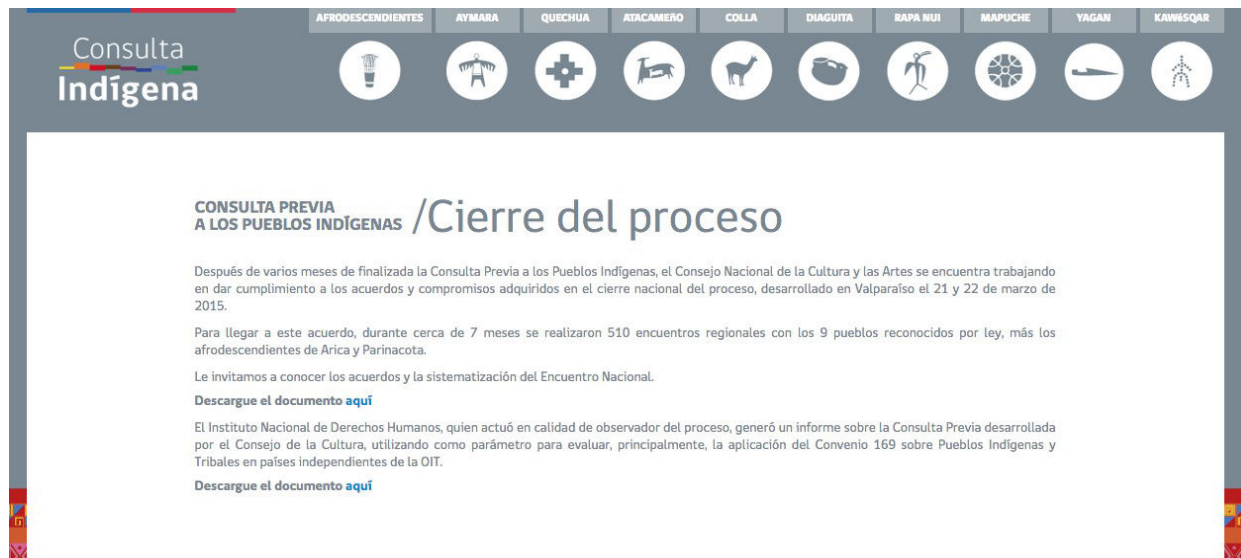 AFRODESCENDIENTES AYMARA QUECHUA ATACAMEÑO COLLA DIAGUITA RAPA NUI MAPUCHE YAGAN KAWéSQAR
Consulta
Indígena
CONSULTA PREVIA
A LOS PUEBLOS INDÍGENAS /Cierre del proceso
Después de varios meses de finalizada la Consulta Previa a los Pueblos Indígenas, el Consejo Nacional de la Cultura y las Artes se encuentra trabajando
en dar cumplimiento a los acuerdos y compromisos adquiridos en el cierre nacional del proceso, desarrollado en Valparaíso el 21 y 22 de marzo de
2015.
Para llegar a este acuerdo, durante cerca de 7 meses se realizaron 510 encuentros regionales con los 9 pueblos reconocidos por ley, más los
afrodescendientes de Arica y Parinacota.
Le invitamos a conocer los acuerdos y la sistematización del Encuentro Nacional.
Descargue el documento aquí
El Instituto Nacional de Derechos Humanos, quien actuó en calidad de observador del proceso, generó un informe sobre la Consulta Previa desarrollada
por el Consejo de la Cultura, utilizando como parámetro para evaluar, principalmente, la aplicación del Convenio 169 sobre Pueblos Indígenas y
Tribales en países independientes de la OIT.
Descargue el documento aquí